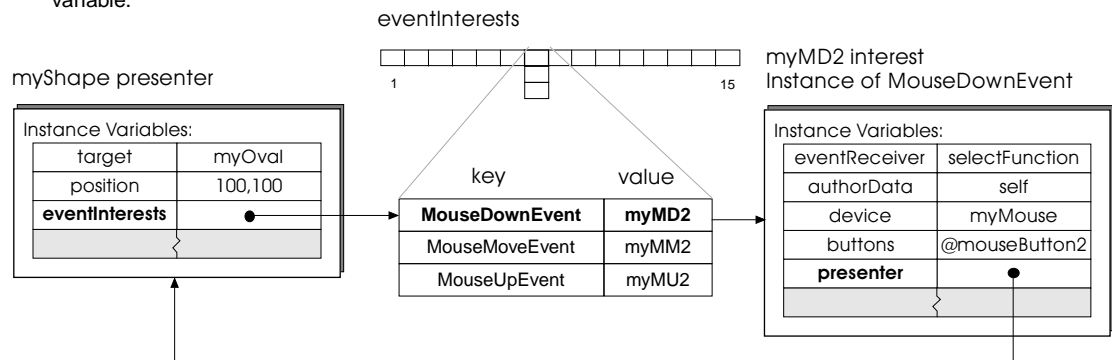 variable.
eventInterests
1
15
myShape presenter
Instance Variables:
target myOval
position 100,100
eventInterests
key value
MouseDownEvent myMD2
MouseMoveEvent myMM2
MouseUpEvent myMU2
myMD2 interest
Instance of MouseDownEvent
Instance Variables:
eventReceiver selectFunction
authorData self
device myMouse
buttons @mouseButton2
presenter